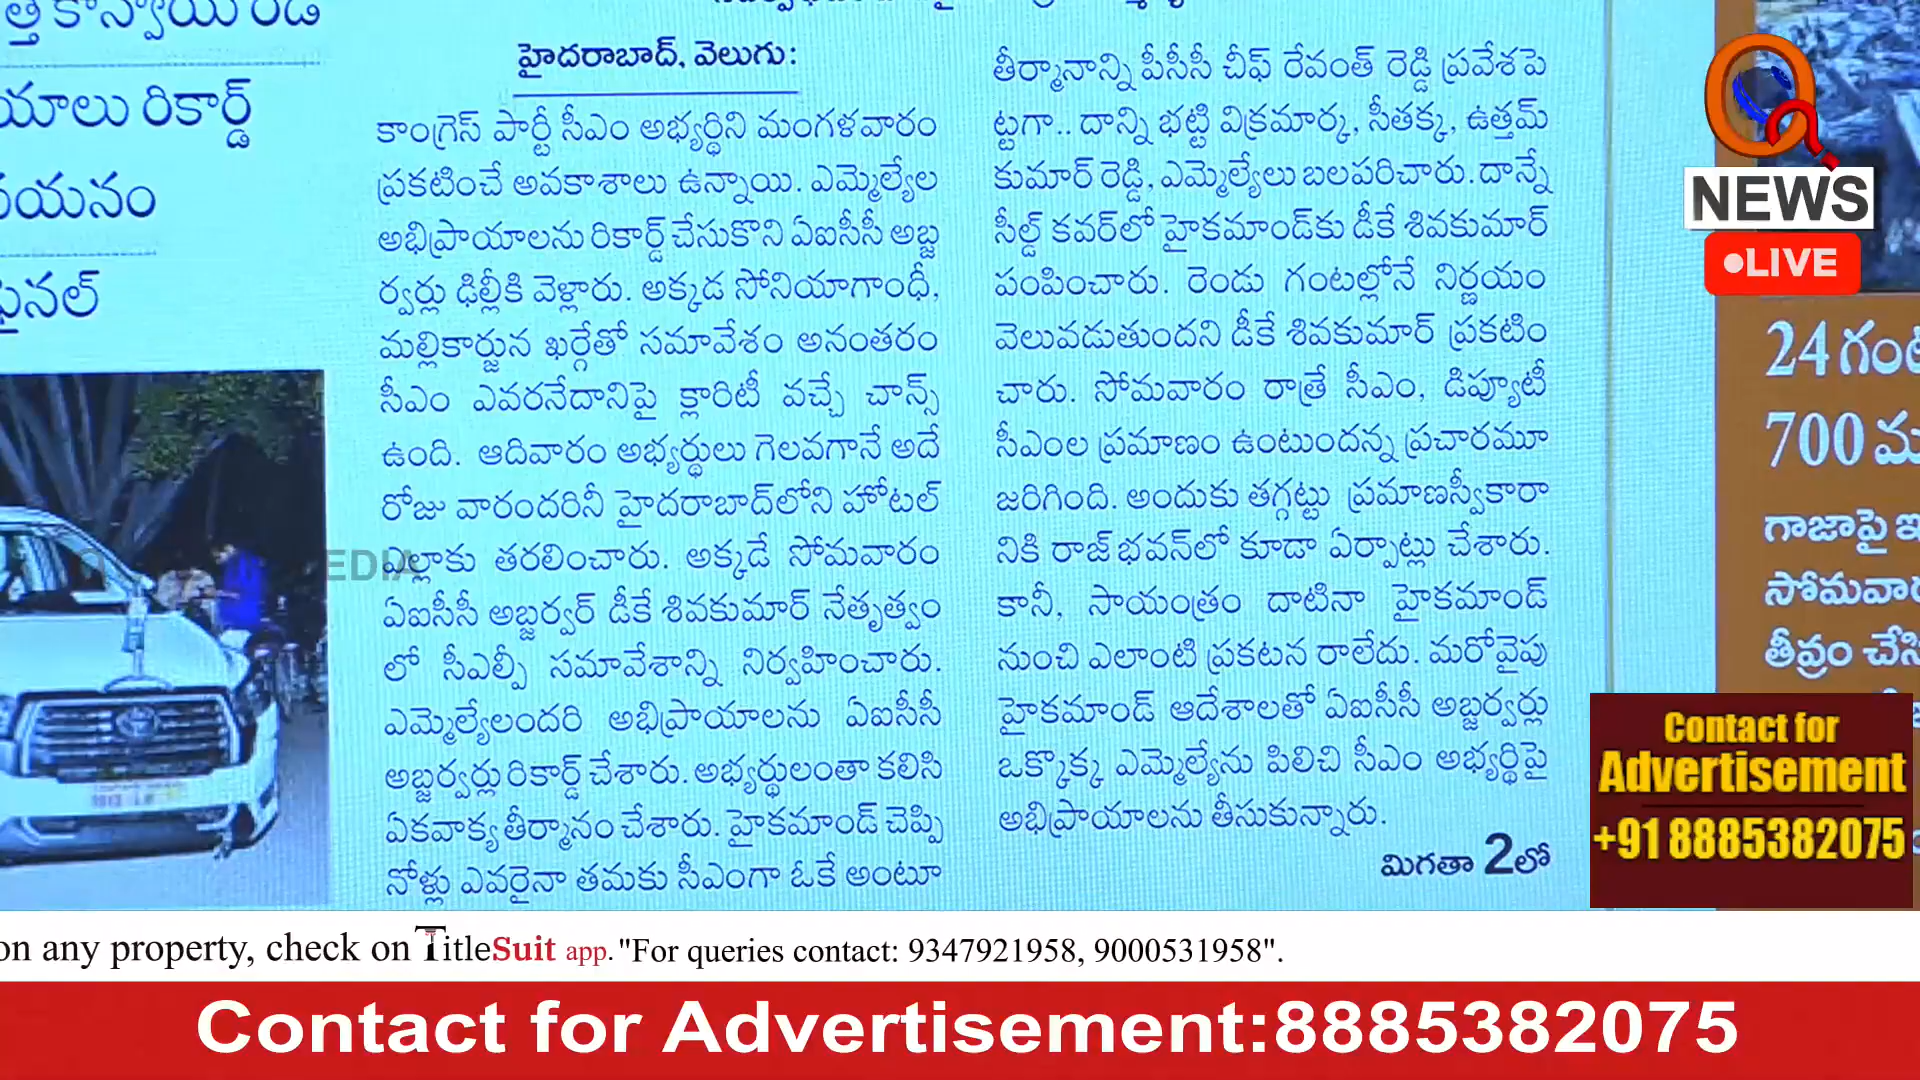 యాలు రికార్డ్
హైదరాబాద్, వెలుగు:
కాంగ్రెస్ పార్టీ సీఎం అభ్యర్థిని మంగళవారం
ప్రకటించే అవకాశాలు ఉన్నాయి. ఎమ్మెల్యేల
అభిప్రాయాలను రికార్డ్ చేసుకొని ఏఐసీసీ అబ్జ
ర్వర్లు ఢిల్లీకి వెళ్లారు. అక్కడ సోనియాగాంధీ,
మల్లికార్జున ఖర్గేతో సమావేశం అనంతరం
సీఎం ఎవరనేదానిపై క్లారిటీ వచ్చే చాన్స్
ఉంది. ఆదివారం అభ్యర్థులు గెలవగానే అదే
రోజు వారందరినీ హైదరాబాద్‌లోని హోటల్
ఎల్లాకు తరలించారు. అక్కడే సోమవారం
ఏఐసీసీ అబ్జర్వర్ డీకే శివకుమార్ నేతృత్వం
లో సీఎల్పీ సమావేశాన్ని నిర్వహించారు.
ఎమ్మెల్యేలందరి అభిప్రాయాలను ఏఐసీసీ
అబ్జర్వర్లు రికార్డ్ చేశారు. అభ్యర్థులంతా కలిసి
ఏకవాక్య తీర్మానం చేశారు. హైకమాండ్ చెప్పి
నోళ్లు ఎవరైనా తమకు సీఎంగా ఓకే అంటూ
తీర్మానాన్ని పీసీసీ చీఫ్ రేవంత్ రెడ్డి ప్రవేశపె
ట్టగా.. దాన్ని భట్టి విక్రమార్క, సీతక్క, ఉత్తమ్
కుమార్ రెడ్డి, ఎమ్మెల్యేలు బలపరిచారు. దాన్నే
సీల్డ్ కవర్‌లో హైకమాండ్‌కు డీకే శివకుమార్
పంపించారు. రెండు గంటల్లోనే నిర్ణయం
వెలువడుతుందని డీకే శివకుమార్ ప్రకటిం
చారు. సోమవారం రాత్రే సీఎం, డిప్యూటీ
సీఎంల ప్రమాణం ఉంటుందన్న ప్రచారమూ
జరిగింది. అందుకు తగ్గట్టు ప్రమాణస్వీకారా
నికి రాజ్ భవన్‌లో కూడా ఏర్పాట్లు చేశారు.
కానీ, సాయంత్రం దాటినా హైకమాండ్
నుంచి ఎలాంటి ప్రకటన రాలేదు. మరోవైపు
హైకమాండ్ ఆదేశాలతో ఏఐసీసీ అబ్జర్వర్లు
ఒక్కొక్క ఎమ్మెల్యేను పిలిచి సీఎం అభ్యర్థిపై
అభిప్రాయాలను తీసుకున్నారు.
మిగతా 2లో
NEWS
LIVE
24 గంట
700 మ
గాజాపై ఇ
సోమవార
తీవ్రం చేసి
Contact for
Advertisement
+91 8885382075
on any property, check on TitleSuit app. "For queries contact: 9347921958, 9000531958".
Contact for Advertisement:8885382075